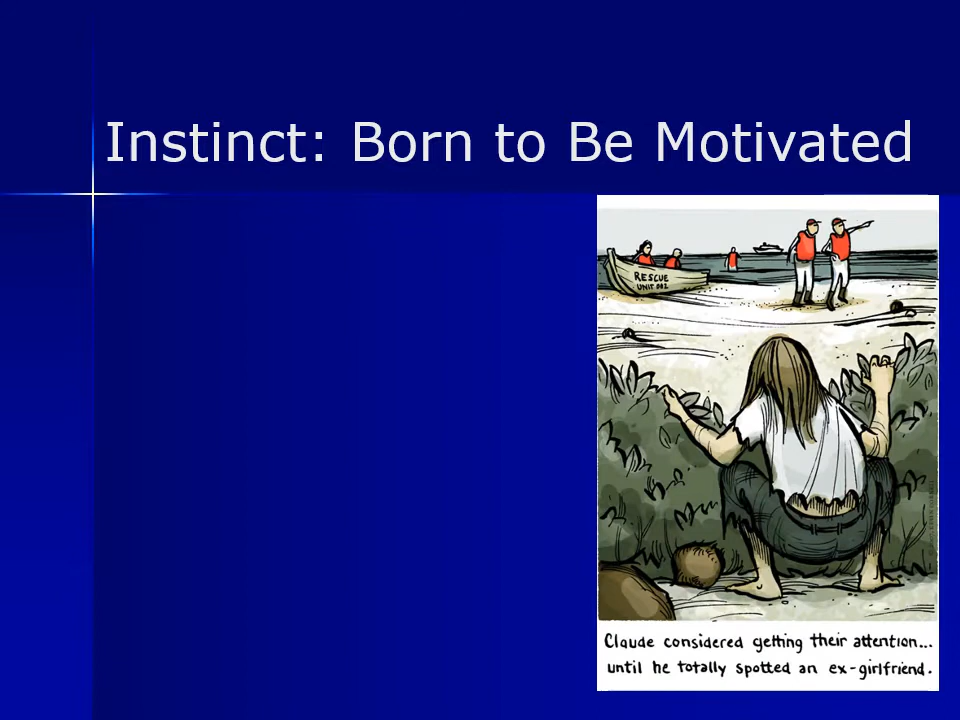 Instinct: Born to Be Motivated
RESCUE
UNIT 002
Claude considered getting their attention...
until he totally spotted an ex-girlfriend.